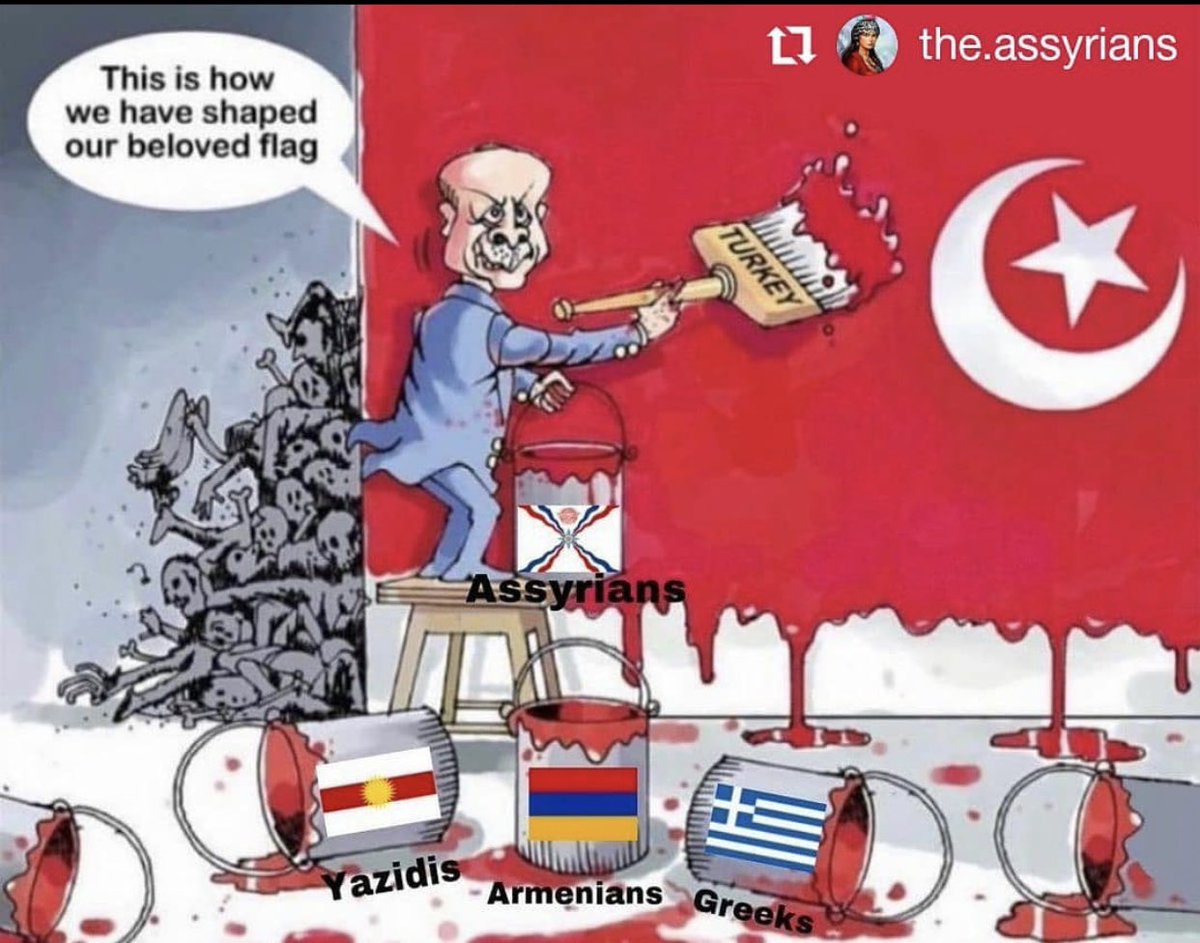 the.assyrians
This is how
we have shaped
our beloved flag
TURKEY
Assyrians
Yazidis
Armenians
Greeks